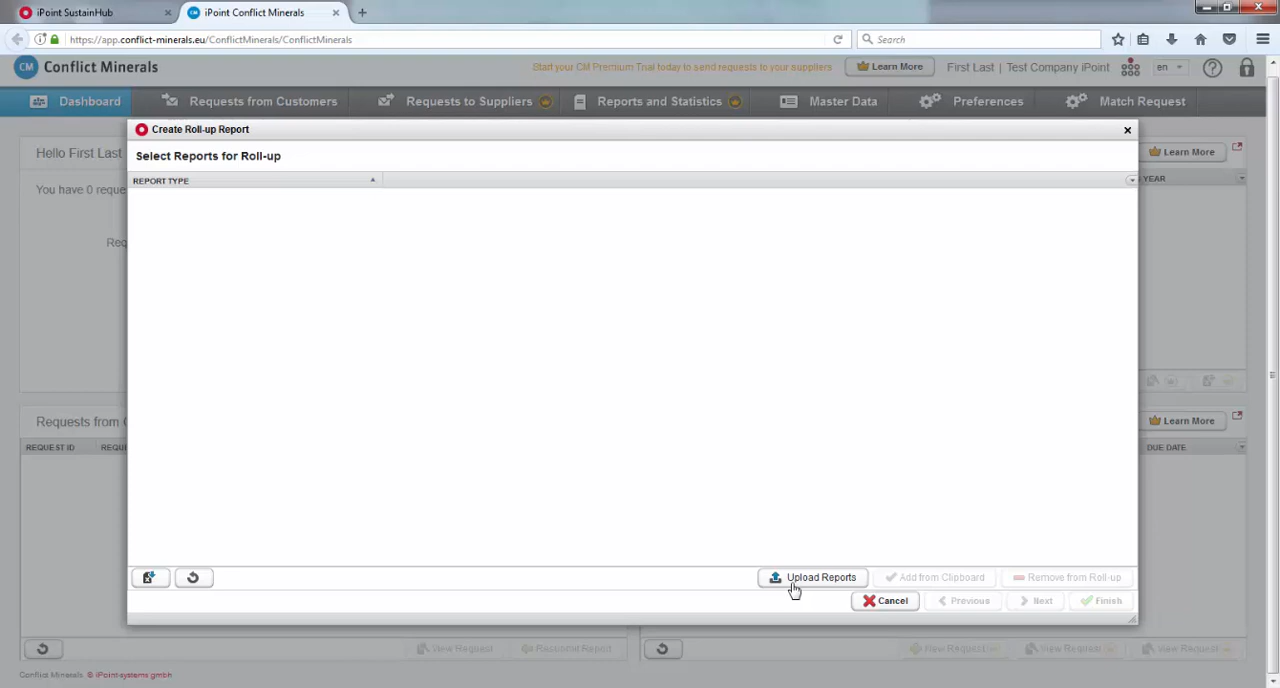 iPoint SustainHub
iPoint Conflict Minerals
https://app.conflict-minerals.eu/ConflictMinerals/ConflictMinerals
Search
CM Conflict Minerals
Start your CM Premium Trial today to send requests to your suppliers
Learn More
First Last | Test Company iPoint
en
Dashboard
Requests from Customers
Requests to Suppliers
Reports and Statistics
Master Data
Preferences
Match Request
Create Roll-up Report
Hello First Last
Select Reports for Roll-up
Learn More
REPORT TYPE
YEAR
You have 0 reque
Req
Requests from C
Learn More
REQUEST ID
REQUE
DUE DATE
Upload Reports
Add from Clipboard
Remove from Roll-up
Cancel
Previous
Next
Finish
View Request
Resubmit Report
New Request
View Request
View Request
Conflict Minerals, © iPoint-systems gmbh